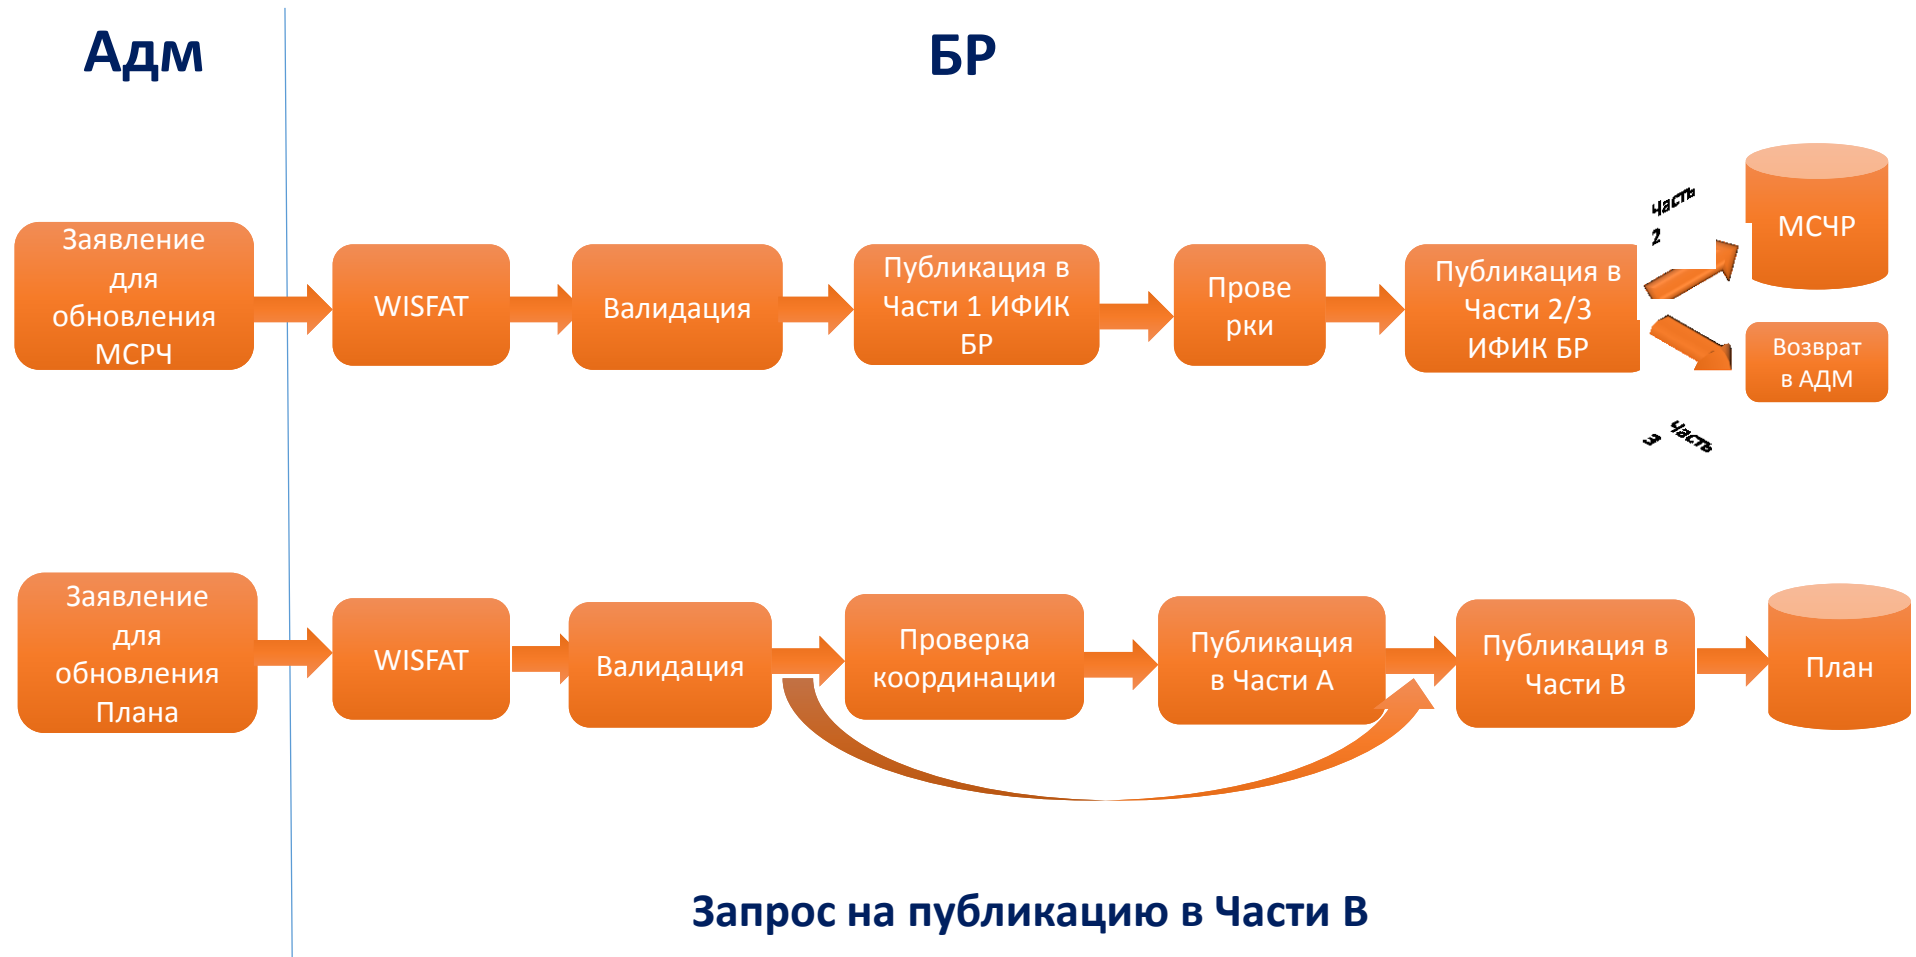 Адм
БР
Заявление
для
обновления
МСРЧ
WISFAT
Валидация
Публикация в
Части 1 ИФИК
БР
Прове
рки
Публикация в
Части 2/3
ИФИК БР
Часть
2
МСЧР
Возврат
в АДМ
Часть
3
Заявление
для
обновления
Плана
WISFAT
Валидация
Проверка
координации
Публикация
в Части А
Публикация в
Части В
План
Запрос на публикацию в Части В